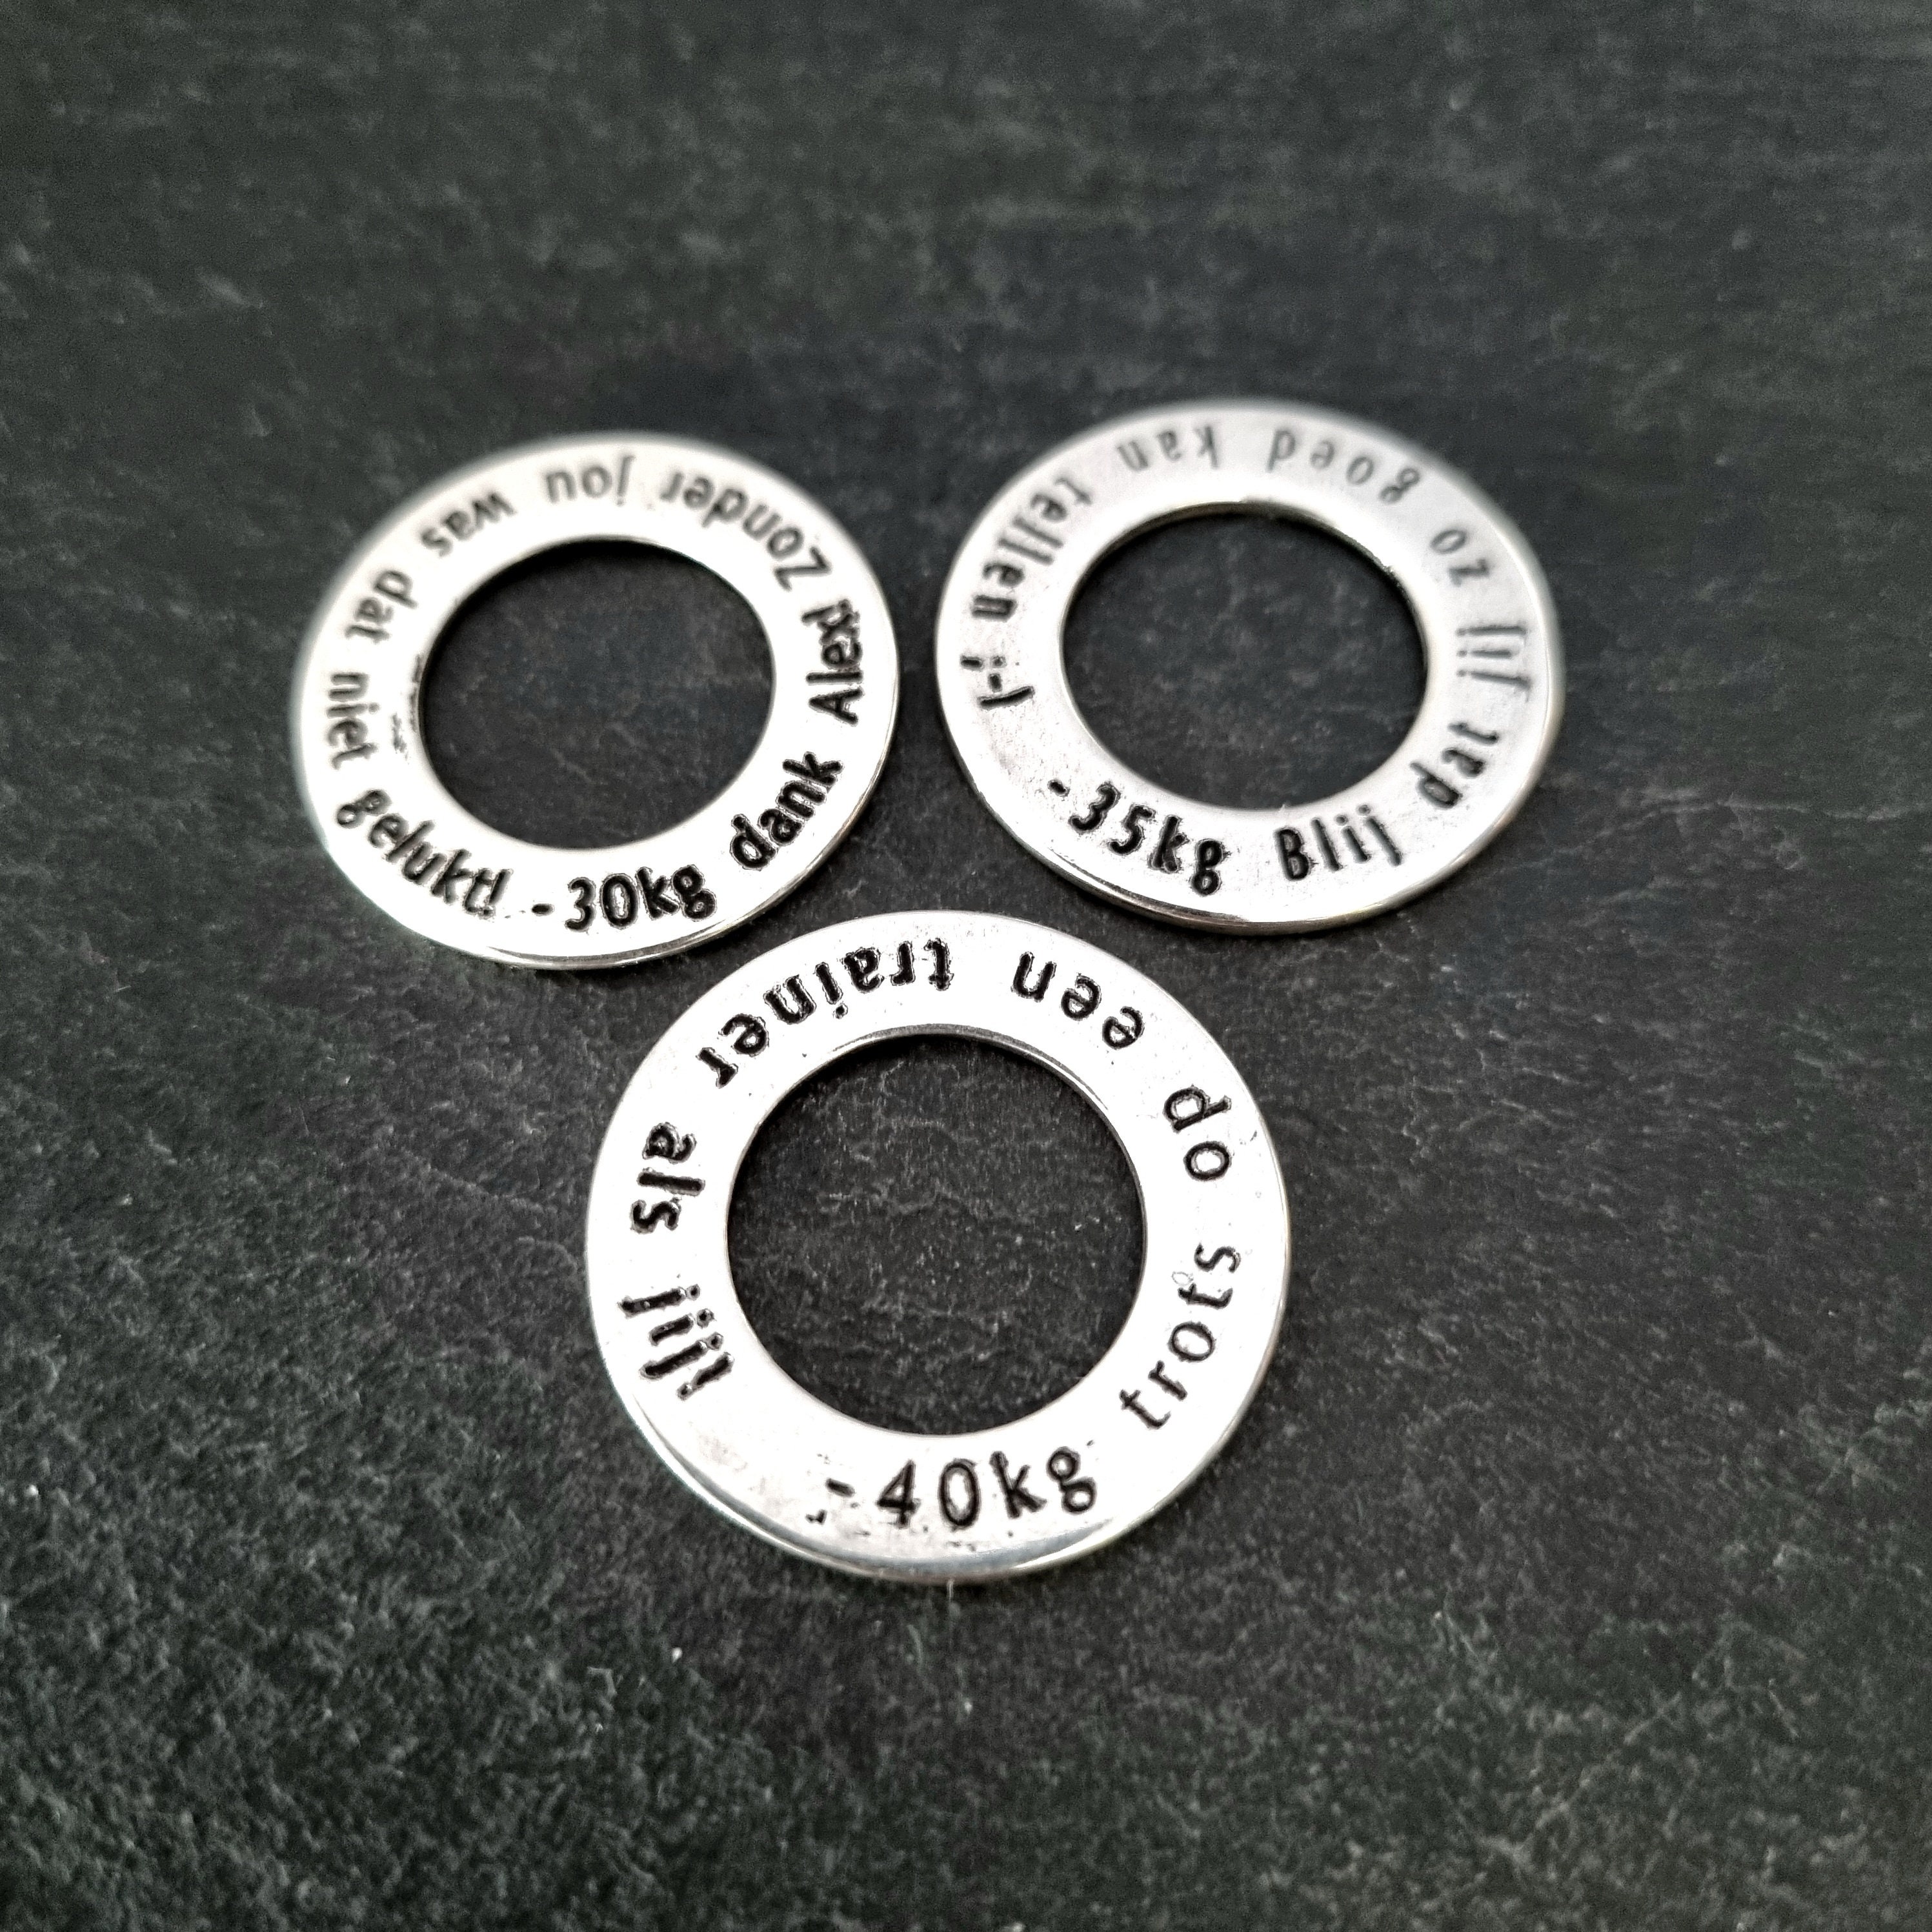 -30kg dank Alex! Zonder jou was dat niet gelukt!
-35kg Blij dat jij zo goed kan tellen ;-)
-40kg trots op een trainer als jij!